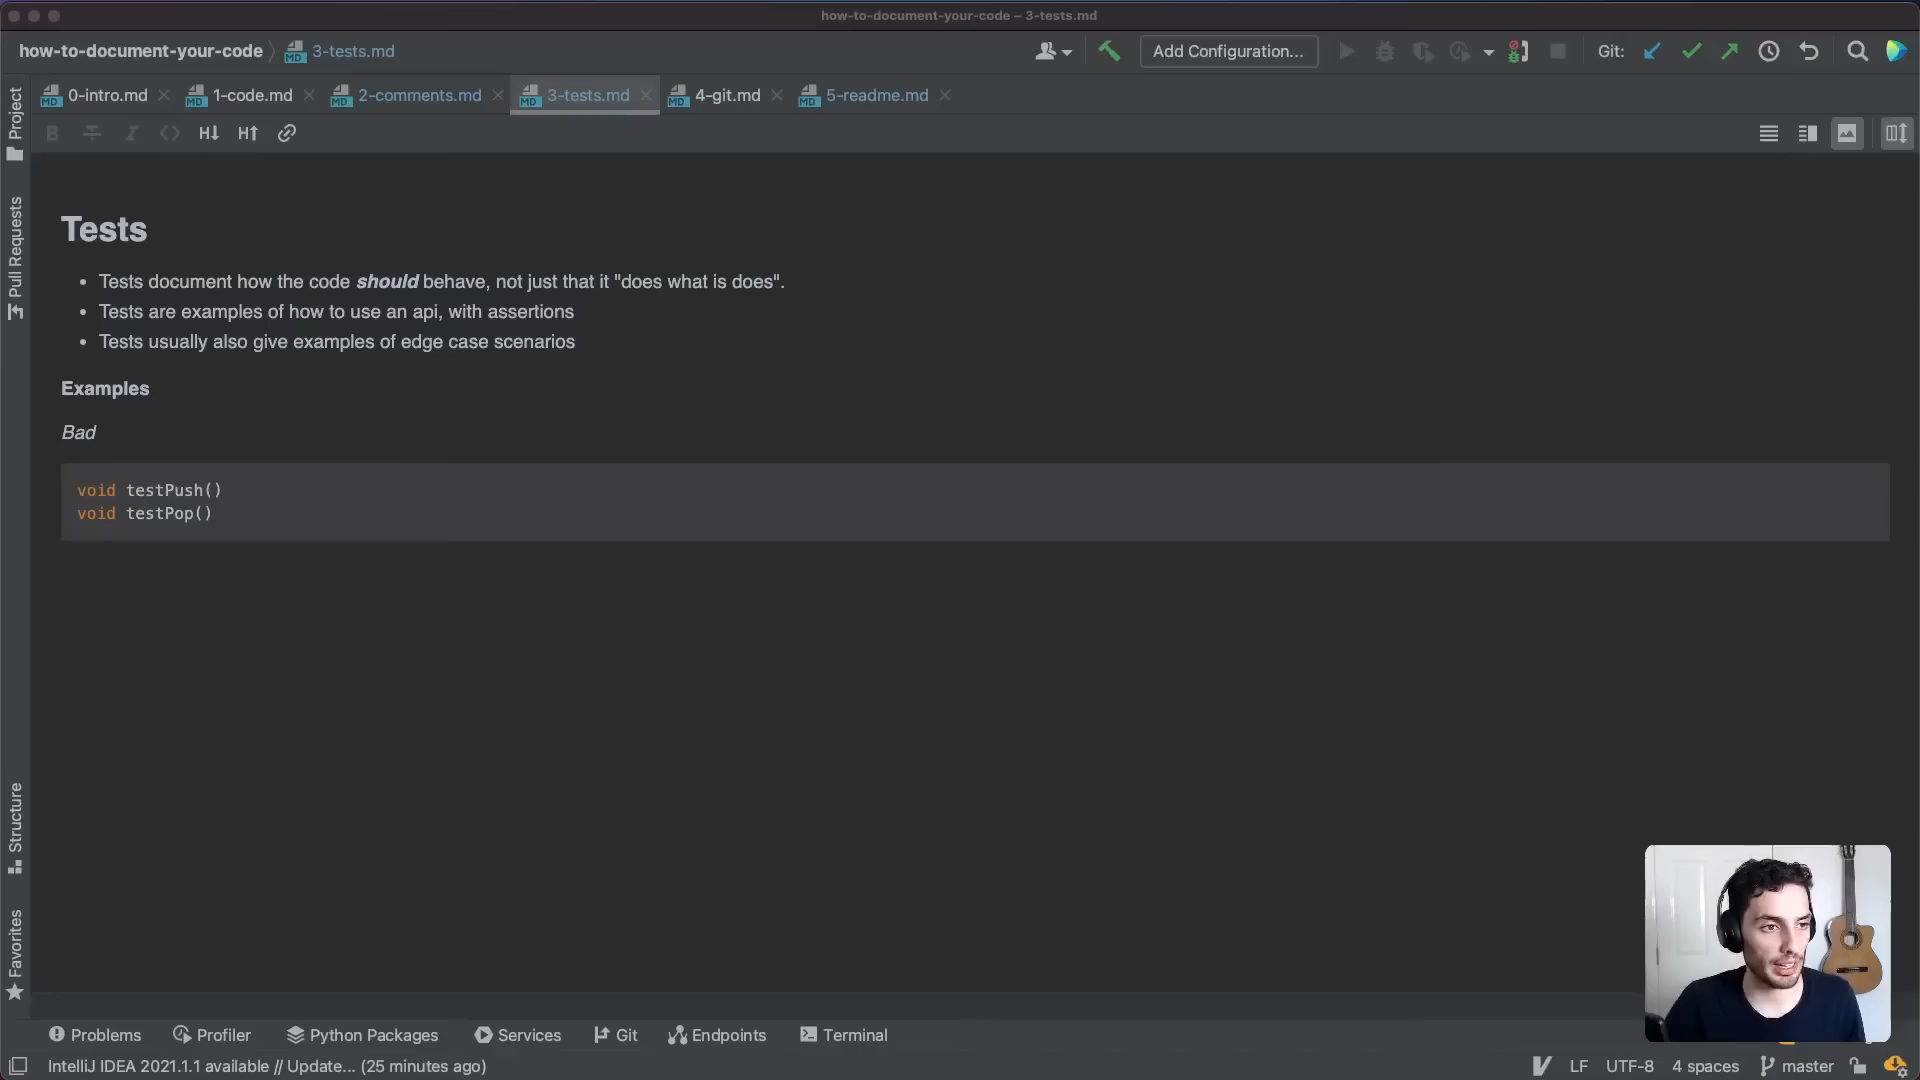 how-to-document-your-code – 3-tests.md
how-to-document-your-code 3-tests.md
Add Configuration...
Git:
0-intro.md
1-code.md
2-comments.md
3-tests.md
4-git.md
5-readme.md
B
H↓
H↑
Project
Pull Requests
Structure
Favorites
Tests
• Tests document how the code should behave, not just that it "does what is does".
• Tests are examples of how to use an api, with assertions
• Tests usually also give examples of edge case scenarios
Examples
Bad
void testPush()
void testPop()
Problems
Profiler
Python Packages
Services
Git
Endpoints
Terminal
IntelliJ IDEA 2021.1.1 available // Update... (25 minutes ago)
LF
UTF-8
4 spaces
master